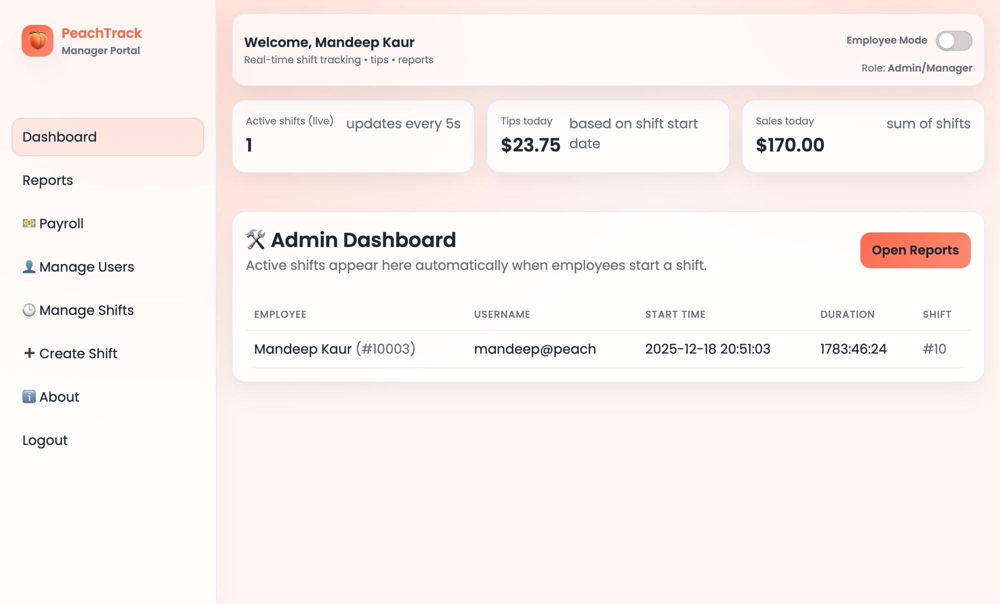 PeachTrack
Manager Portal
Dashboard
Reports
💵 Payroll
👤 Manage Users
🕒 Manage Shifts
➕ Create Shift
ℹ️ About
Logout
Welcome, Mandeep Kaur
Real-time shift tracking • tips • reports
Employee Mode
Role: Admin/Manager
Active shifts (live)
1
updates every 5s
Tips today
$23.75
based on shift start
date
Sales today
$170.00
sum of shifts
🛠️ Admin Dashboard
Active shifts appear here automatically when employees start a shift.
Open Reports
EMPLOYEE USERNAME START TIME DURATION SHIFT
Mandeep Kaur (#10003) mandeep@peach 2025-12-18 20:51:03 1783:46:24 #10